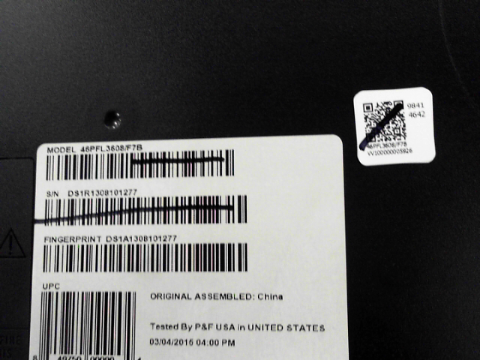 MODEL 46PFL3608/F7B
S/N DS1R1308101277
FINGERPRINT DS1A1308101277
UPC
ORIGINAL ASSEMBLED: China
Tested By P&F USA in UNITED STATES
03/04/2016 04:00 PM
9841
4642
46PFL3608/F7B